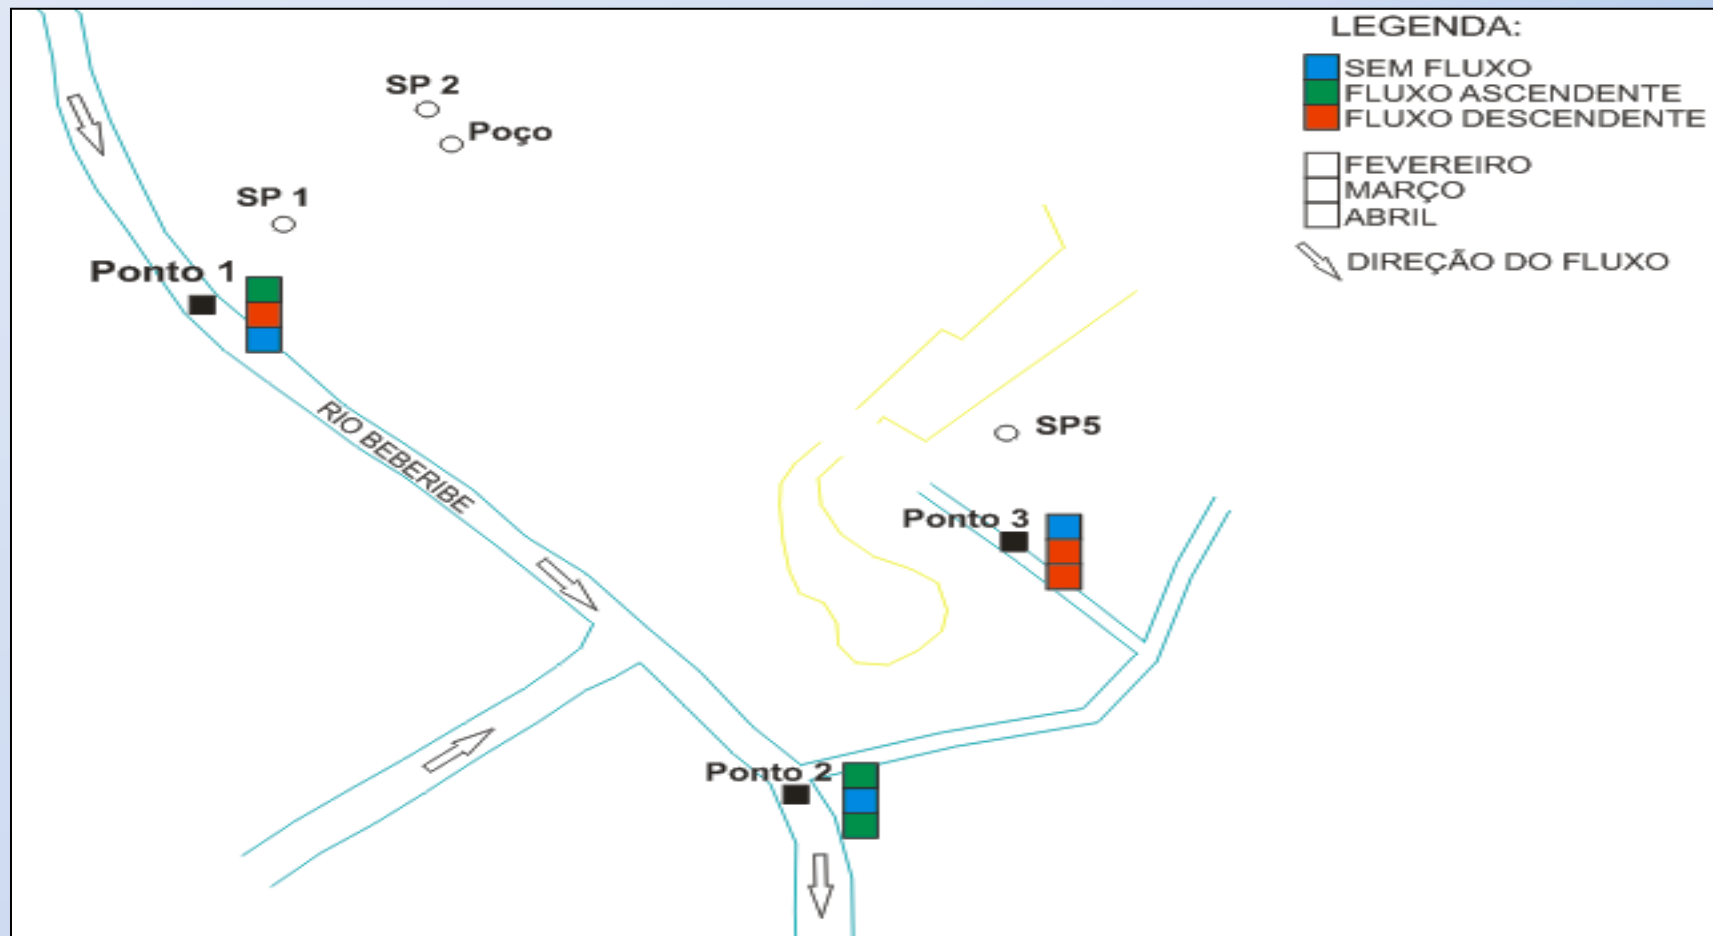 LEGENDA:
SEM FLUXO
FLUXO ASCENDENTE
FLUXO DESCENDENTE
FEVEREIRO
MARÇO
ABRIL
DIREÇÃO DO FLUXO
SP 2
Poço
SP 1
Ponto 1
RIO BEBERIBE
SP5
Ponto 3
Ponto 2